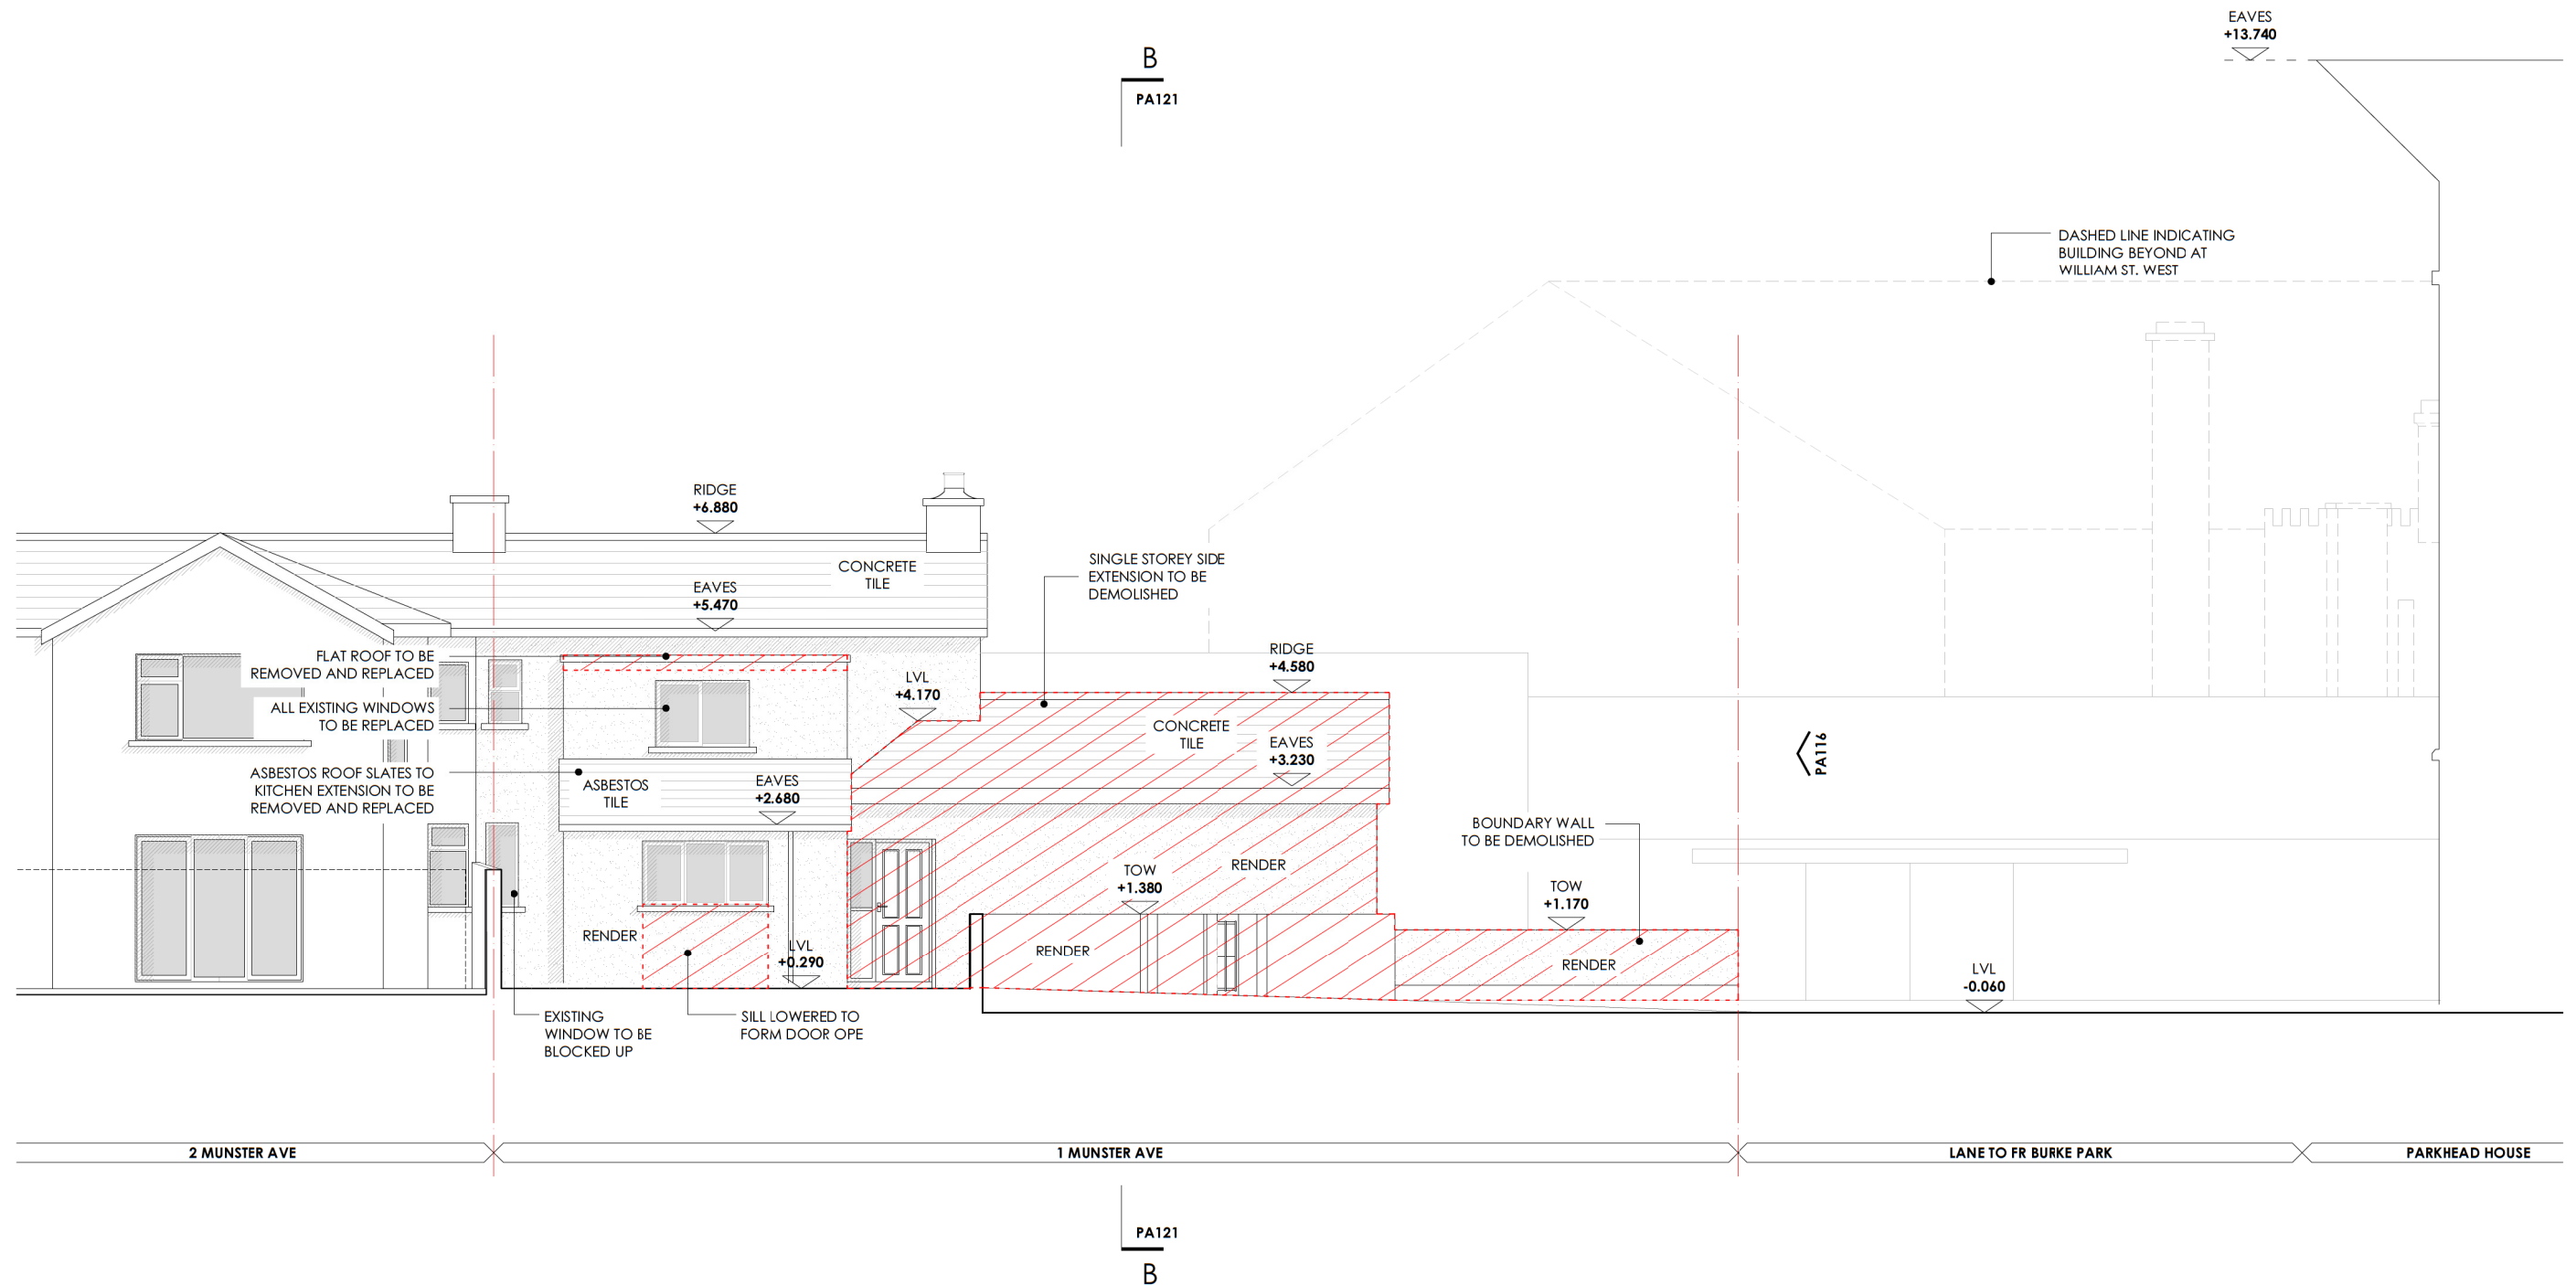 EAVES
+13.740
B
PA121
DASHED LINE INDICATING
BUILDING BEYOND AT
WILLIAM ST. WEST
RIDGE
+6.880
CONCRETE
TILE
EAVES
+5.470
SINGLE STOREY SIDE
EXTENSION TO BE
DEMOLISHED
FLAT ROOF TO BE
REMOVED AND REPLACED
ALL EXISTING WINDOWS
TO BE REPLACED
ASBESTOS ROOF SLATES TO
KITCHEN EXTENSION TO BE
REMOVED AND REPLACED
LVL
+4.170
RIDGE
+4.580
CONCRETE
TILE
EAVES
+3.230
PA116
ASBESTOS
TILE
EAVES
+2.680
BOUNDARY WALL
TO BE DEMOLISHED
TOW
+1.380
RENDER
TOW
+1.170
RENDER
LVL
+0.290
RENDER
RENDER
LVL
-0.060
EXISTING
WINDOW TO BE
BLOCKED UP
SILL LOWERED TO
FORM DOOR OPE
2 MUNSTER AVE
1 MUNSTER AVE
LANE TO FR BURKE PARK
PARKHEAD HOUSE
PA121
B